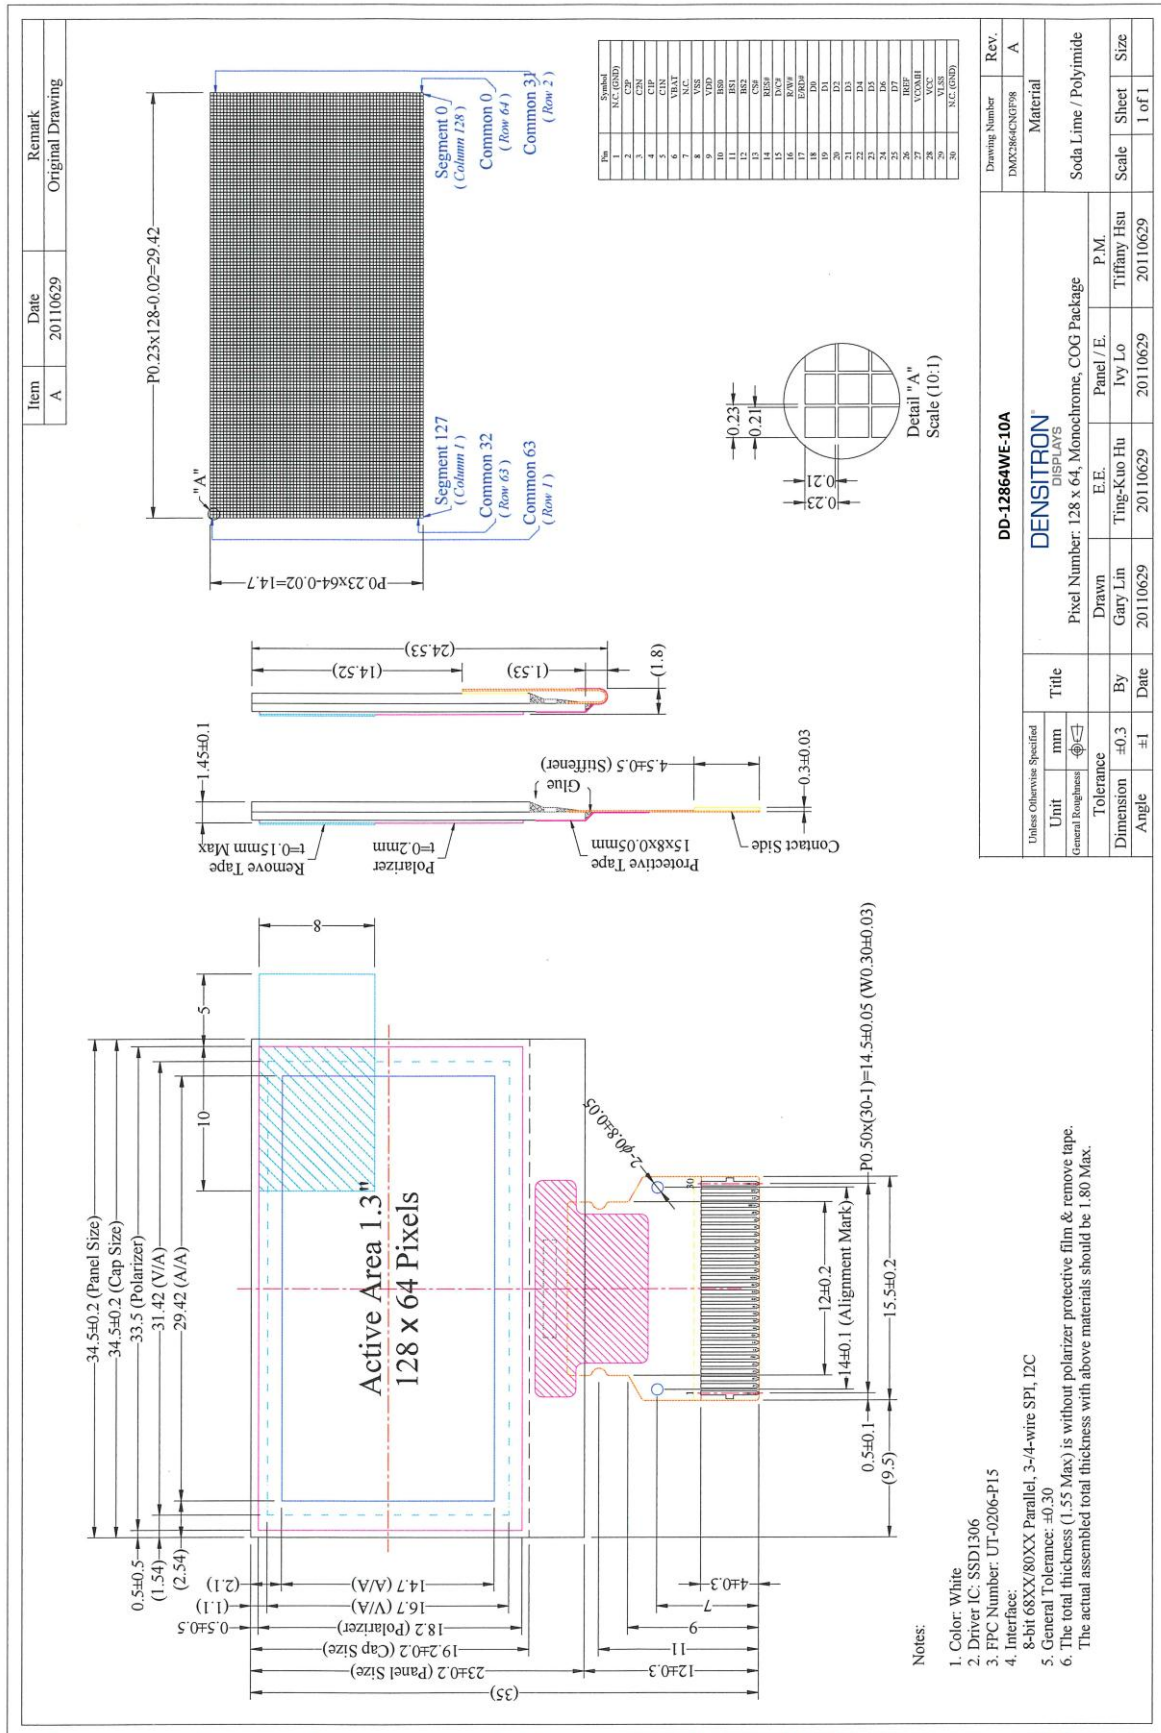 Item Date Remark
A 20110629 Original Drawing
34.5±0.2 (Panel Size)
34.5±0.2 (Cap Size)
33.5 (Polarizer)
31.42 (V/A)
29.42 (A/A)
0.5±0.5
(1.54)
(2.54)
10
5
8
(2.1)
(1.1)
0.5±0.5
14.7 (A/A)
16.7 (V/A)
18.2 (Polarizer)
19.2±0.2 (Cap Size)
23±0.2 (Panel Size)
(35)
Active Area 1.3"
128 x 64 Pixels
2-φ0.8±0.05
4±0.3
7
9
11
12±0.3
1
30
12±0.2
14±0.1 (Alignment Mark)
P0.50x(30-1)=14.5±0.05 (W0.30±0.03)
0.5±0.1
15.5±0.2
(9.5)
1.45±0.1
Remove Tape
t=0.15mm Max
Polarizer
t=0.2mm
Protective Tape
15x8x0.05mm
Glue
4.5±0.5 (Stiffener)
Contact Side
0.3±0.03
(24.53)
(14.52)
(1.53)
(1.8)
P0.23x128-0.02=29.42
P0.23x64-0.02=14.7
"A"
Segment 127
( Column 1 )
Common 32
( Row 63 )
Common 63
( Row 1 )
Segment 0
( Column 128 )
Common 0
( Row 64 )
Common 31
( Row 2 )
0.23
0.21
0.21
0.23
Detail "A"
Scale (10:1)
Pin Symbol
1 N.C. (GND)
2 C2P
3 C2N
4 C1P
5 C1N
6 VBAT
7 N.C.
8 VSS
9 VDD
10 BS0
11 BS1
12 BS2
13 CS#
14 RES#
15 D/C#
16 R/W#
17 E/RD#
18 D0
19 D1
20 D2
21 D3
22 D4
23 D5
24 D6
25 D7
26 IREF
27 VCOMH
28 VCC
29 VLSS
30 N.C. (GND)
Notes:
1. Color: White
2. Driver IC: SSD1306
3. FPC Number: UT-0206-P15
4. Interface:
8-bit 68XX/80XX Parallel, 3-/4-wire SPI, I2C
5. General Tolerance: ±0.30
6. The total thickness (1.55 Max) is without polarizer protective film & remove tape.
The actual assembled total thickness with above materials should be 1.80 Max.
Unless Otherwise Specified
Unit mm
General Roughness
Tolerance
Dimension ±0.3
Angle ±1
DD-12864WE-10A
DENSITRON
DISPLAYS
Title
Pixel Number: 128 x 64, Monochrome, COG Package
Drawn E.E. Panel / E. P.M.
By Gary Lin Ting-Kuo Hu Ivy Lo Tiffany Hsu
Date 20110629 20110629 20110629 20110629
Drawing Number Rev.
DMX2864CNGF98 A
Material
Soda Lime / Polyimide
Scale Sheet Size
1 of 1